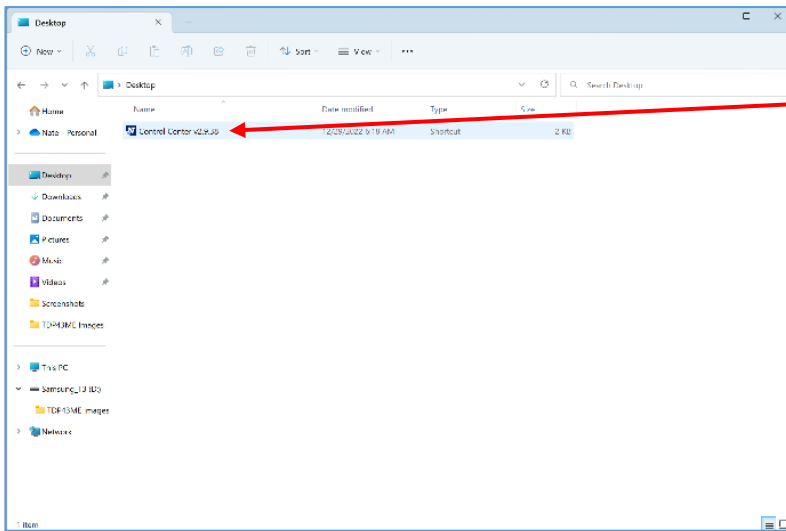 Desktop
New
Sort
View
Desktop
Search Desktop
Name
Date modified
Type
Size
Control Center v2.9.38
12/29/2022 6:18 AM
Shortcut
2 KB
Home
Nate - Personal
Desktop
Downloads
Documents
Pictures
Music
Videos
Screenshots
TDP43ME Images
This PC
Samsung_T3 (D:)
TDP43ME Images
Network
1 item